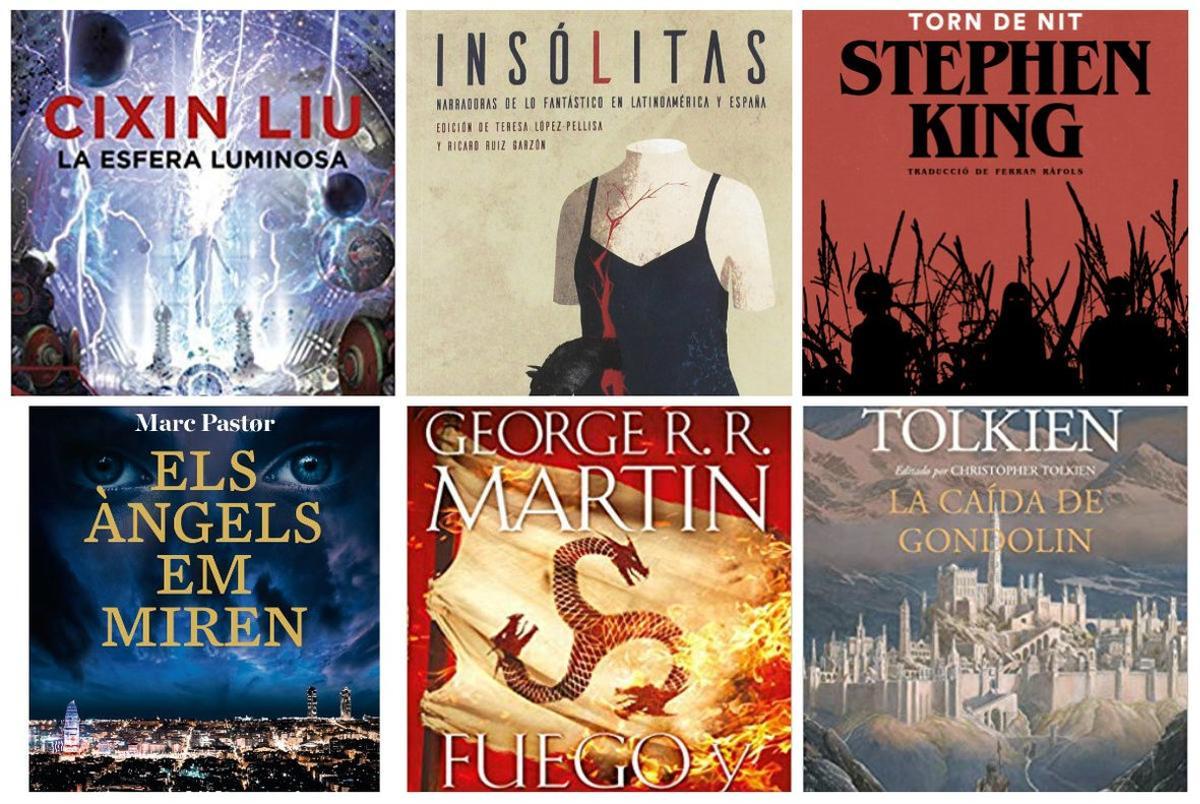 CIXIN LIU
LA ESFERA LUMINOSA
INSÓLITAS
NARRADORAS DE LO FANTÁSTICO EN LATINOAMÉRICA Y ESPAÑA
EDICIÓN DE TERESA LÓPEZ-PELLISA
Y RICARD RUIZ GARZÓN
TORN DE NIT
STEPHEN
KING
TRADUCCIÓ DE FERRAN RÀFOLS
Marc Pastør
ELS
ÀNGELS
EM
MIREN
GEORGE R. R.
MARTIN
FUEGO y
TOLKIEN
Editado por CHRISTOPHER TOLKIEN
LA CAÍDA DE
GONDOLIN